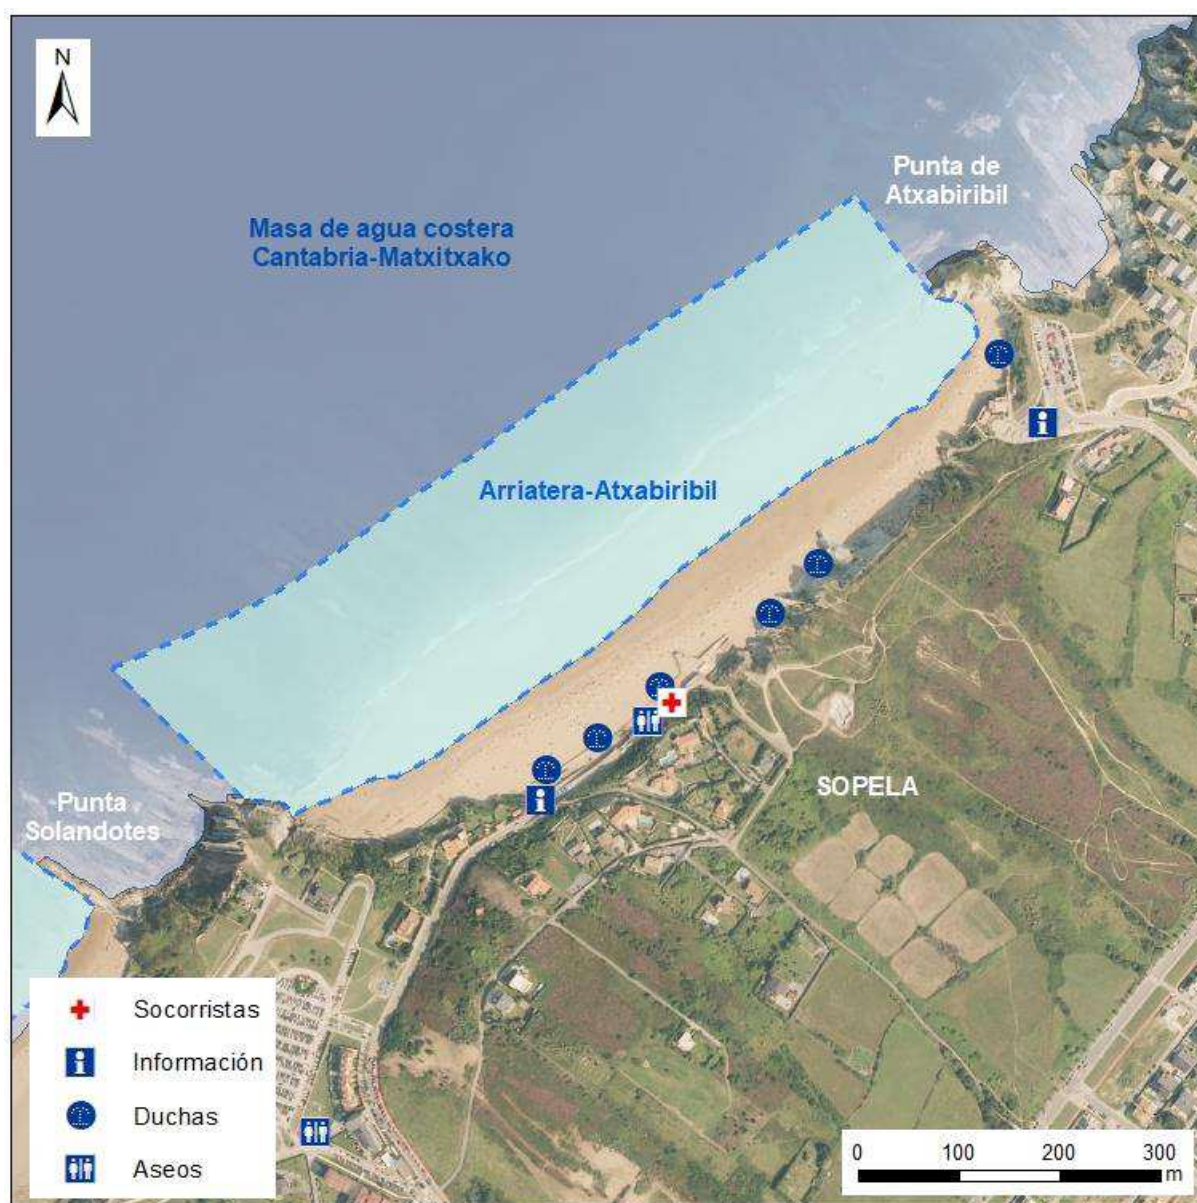 N
Punta de
Atxabiribil
Masa de agua costera
Cantabria-Matxitxako
Arriatera-Atxabiribil
SOPELA
Punta
Solandotes
Socorristas
Información
Duchas
Aseos
0 100 200 300
m